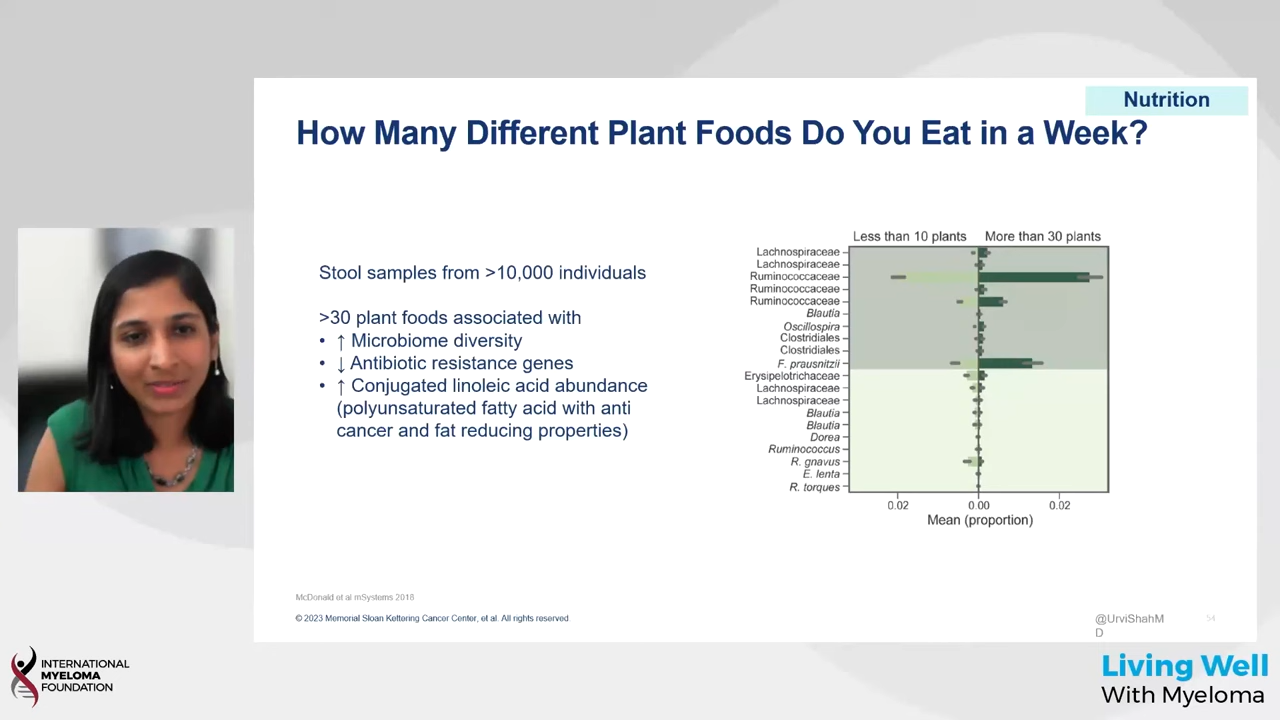 Nutrition
How Many Different Plant Foods Do You Eat in a Week?
Stool samples from >10,000 individuals
>30 plant foods associated with
• ↑ Microbiome diversity
• ↓ Antibiotic resistance genes
• ↑ Conjugated linoleic acid abundance
(polyunsaturated fatty acid with anti
cancer and fat reducing properties)
Less than 10 plants More than 30 plants
Lachnospiraceae
Lachnospiraceae
Ruminococcaceae
Ruminococcaceae
Ruminococcaceae
Blautia
Oscillospira
Clostridiales
Clostridiales
F. prausnitzii
Erysipelotrichaceae
Lachnospiraceae
Lachnospiraceae
Blautia
Blautia
Dorea
Ruminococcus
R. gnavus
E. lenta
R. torques
0.02 0.00 0.02
Mean (proportion)
McDonald et al mSystems 2018
© 2023 Memorial Sloan Kettering Cancer Center, et al. All rights reserved.
@UrviShahM
D
54
INTERNATIONAL
MYELOMA
FOUNDATION
Living Well
With Myeloma